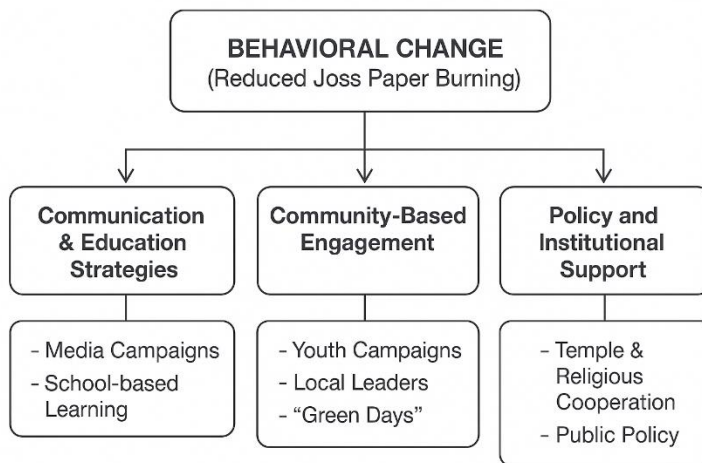 BEHAVIORAL CHANGE
(Reduced Joss Paper Burning)
Communication
& Education
Strategies
- Media Campaigns
- School-based
Learning
Community-Based
Engagement
- Youth Campaigns
- Local Leaders
- “Green Days”
Policy and
Institutional
Support
- Temple &
Religious
Cooperation
- Public Policy